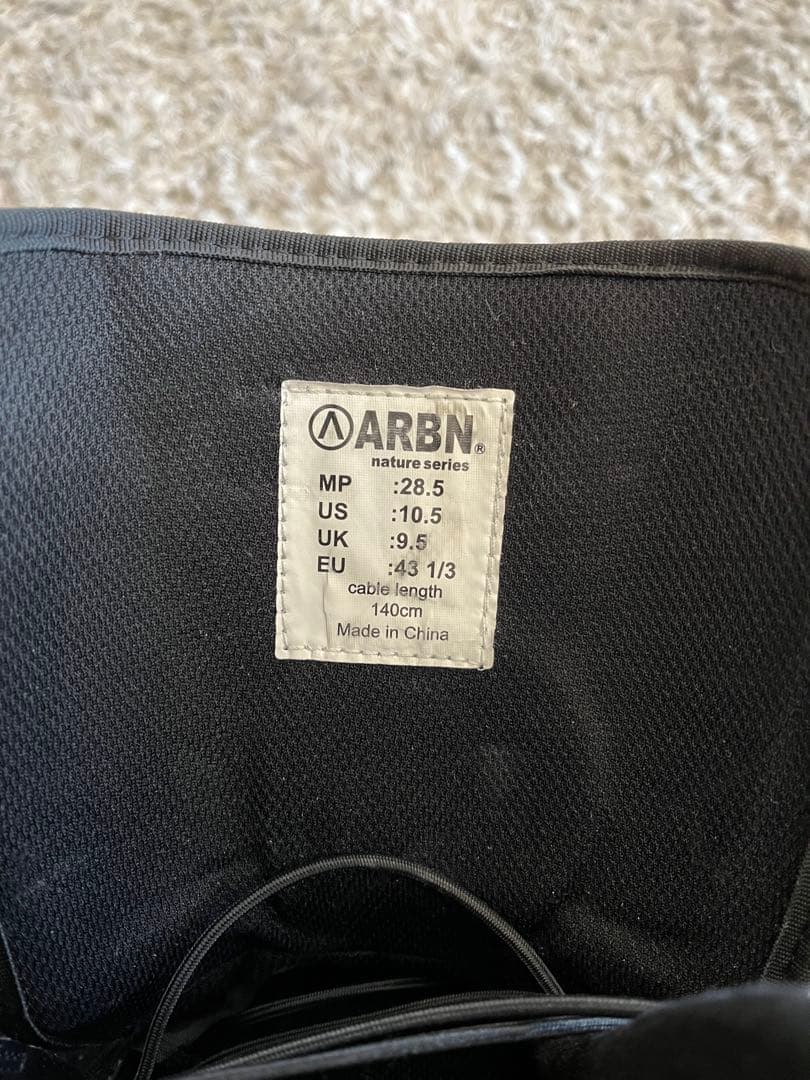 ARBN®
nature series
MP :28.5
US :10.5
UK :9.5
EU :43 1/3
cable length
140cm
Made in China